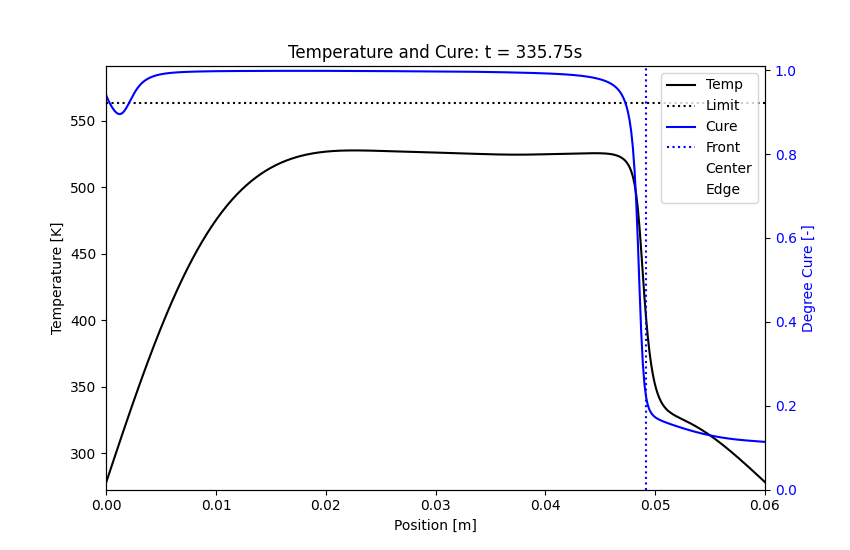 Temperature and Cure: t = 335.75s
Temperature [K]
550
500
450
400
350
300
Temp
Limit
Cure
Front
Center
Edge
1.0
0.8
0.6
0.4
0.2
0.0
Degree Cure [-]
0.00 0.01 0.02 0.03 0.04 0.05 0.06
Position [m]